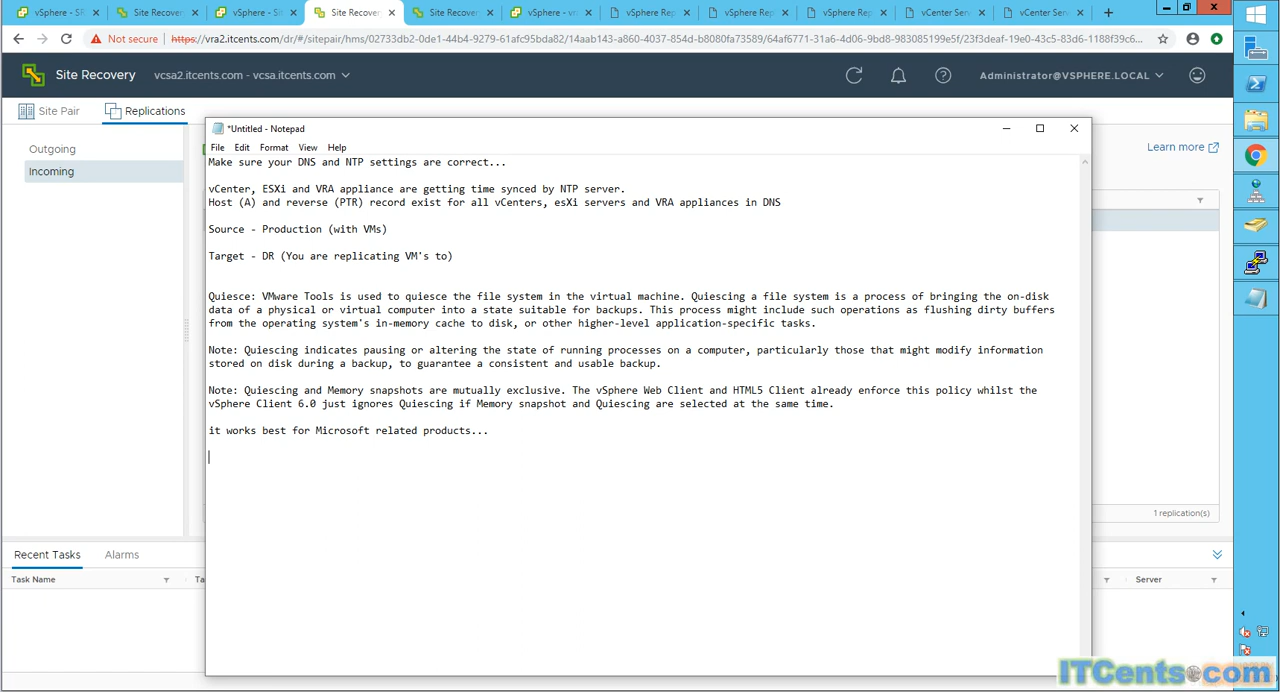 vSphere - SR
Site Recove
vSphere - Si
Site Recove
Site Recove
vSphere - vr
vSphere Rep
vSphere Rep
vSphere Rep
vCenter Serv
vCenter Serv
Not secure
https://vra2.itcents.com/dr/#/sitepair/hms/02733db2-0de1-44b4-9279-61afc95bda82/14aab143-a860-4037-854d-b8080fa73589/64af6771-31a6-4d06-9bd8-983085199e5f/23f3deaf-19e0-43c5-83d6-1188f39c6...
Site Recovery
vcsa2.itcents.com - vcsa.itcents.com
Administrator@VSPHERE.LOCAL
Site Pair
Replications
Outgoing
Incoming
Learn more
*Untitled - Notepad
File Edit Format View Help
Make sure your DNS and NTP settings are correct...
vCenter, ESXi and VRA appliance are getting time synced by NTP server.
Host (A) and reverse (PTR) record exist for all vCenters, esXi servers and VRA appliances in DNS
Source - Production (with VMs)
Target - DR (You are replicating VM's to)
Quiesce: VMware Tools is used to quiesce the file system in the virtual machine. Quiescing a file system is a process of bringing the on-disk
data of a physical or virtual computer into a state suitable for backups. This process might include such operations as flushing dirty buffers
from the operating system's in-memory cache to disk, or other higher-level application-specific tasks.
Note: Quiescing indicates pausing or altering the state of running processes on a computer, particularly those that might modify information
stored on disk during a backup, to guarantee a consistent and usable backup.
Note: Quiescing and Memory snapshots are mutually exclusive. The vSphere Web Client and HTML5 Client already enforce this policy whilst the
vSphere Client 6.0 just ignores Quiescing if Memory snapshot and Quiescing are selected at the same time.
it works best for Microsoft related products...
1 replication(s)
Recent Tasks
Alarms
Task Name
Ta
Server
ITCents.com